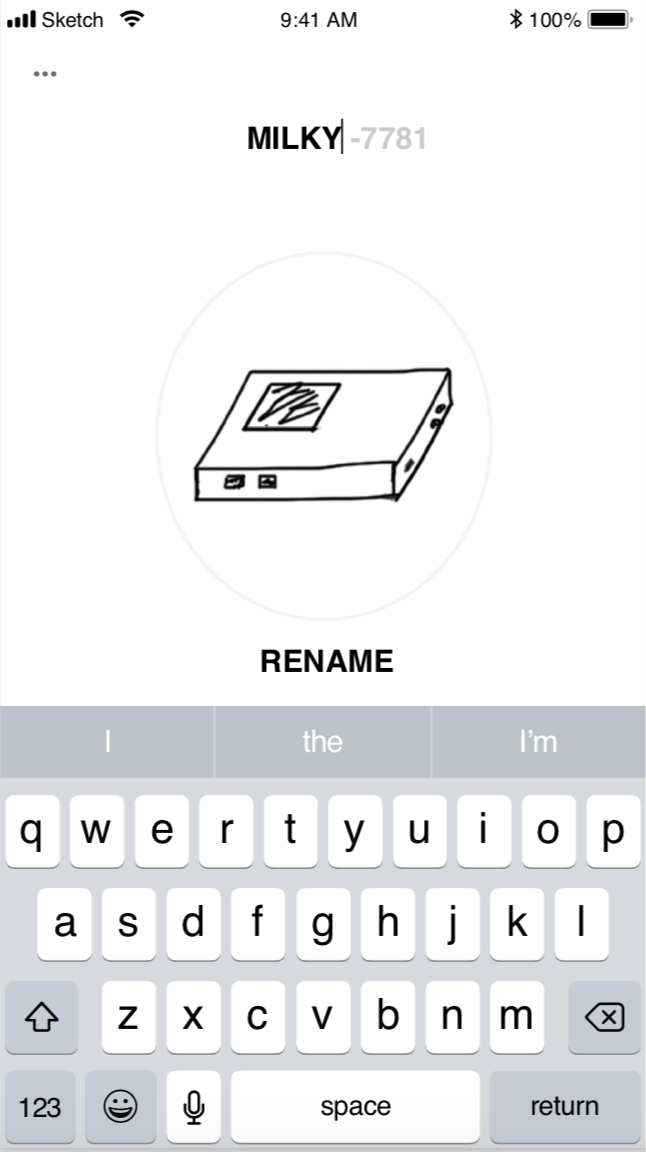 Sketch 9:41 AM 100%
...
MILKY -7781
RENAME
I the I’m
q w e r t y u i o p
a s d f g h j k l
z x c v b n m
123 space return